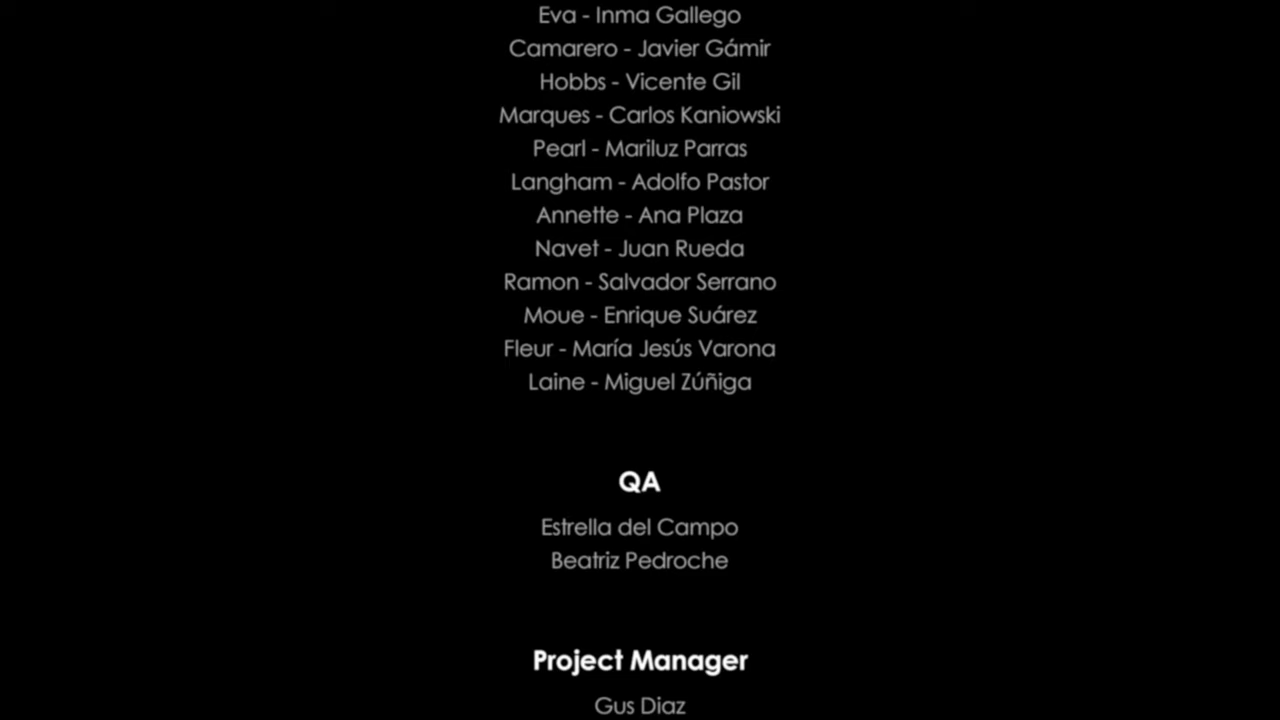 Eva - Inma Gallego
Camarero - Javier Gámir
Hobbs - Vicente Gil
Marques - Carlos Kaniowski
Pearl - Mariluz Parras
Langham - Adolfo Pastor
Annette - Ana Plaza
Navet - Juan Rueda
Ramon - Salvador Serrano
Moue - Enrique Suárez
Fleur - María Jesús Varona
Laine - Miguel Zúñiga
QA
Estrella del Campo
Beatriz Pedroche
Project Manager
Gus Diaz